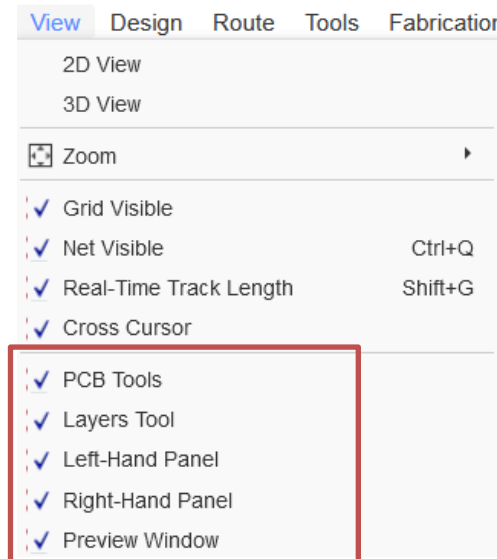 View Design Route Tools Fabrication
2D View
3D View
Zoom
Grid Visible
Net Visible Ctrl+Q
Real-Time Track Length Shift+G
Cross Cursor
PCB Tools
Layers Tool
Left-Hand Panel
Right-Hand Panel
Preview Window